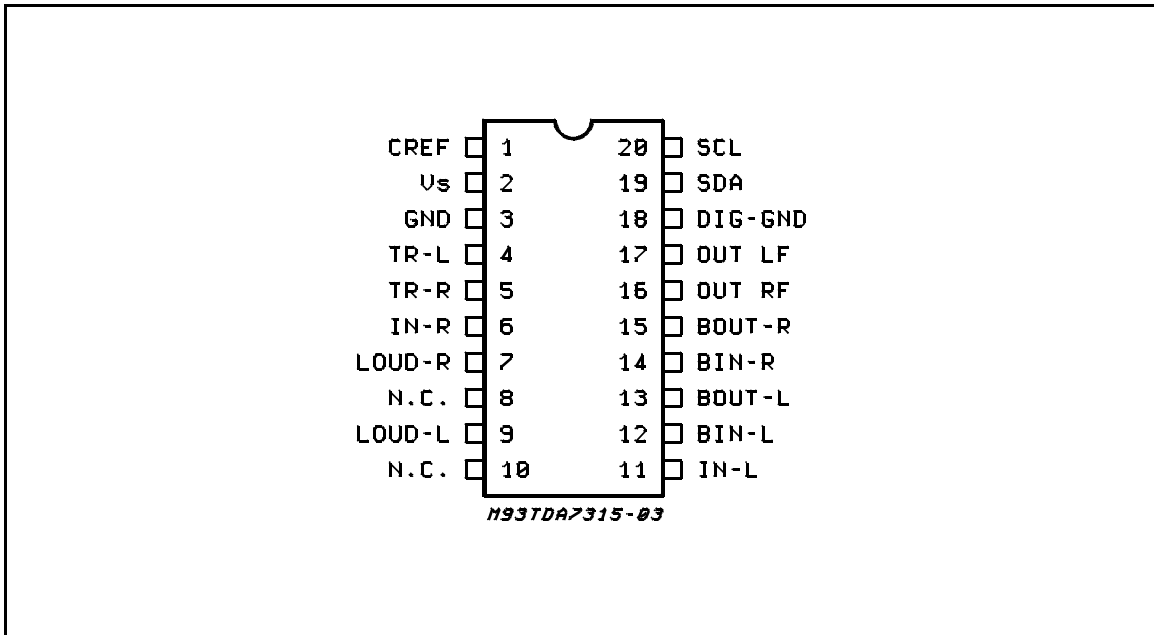 CREF 1 20 SCL
Vs 2 19 SDA
GND 3 18 DIG-GND
TR-L 4 17 OUT LF
TR-R 5 16 OUT RF
IN-R 6 15 BOUT-R
LOUD-R 7 14 BIN-R
N.C. 8 13 BOUT-L
LOUD-L 9 12 BIN-L
N.C. 10 11 IN-L
M93TDA7315-03